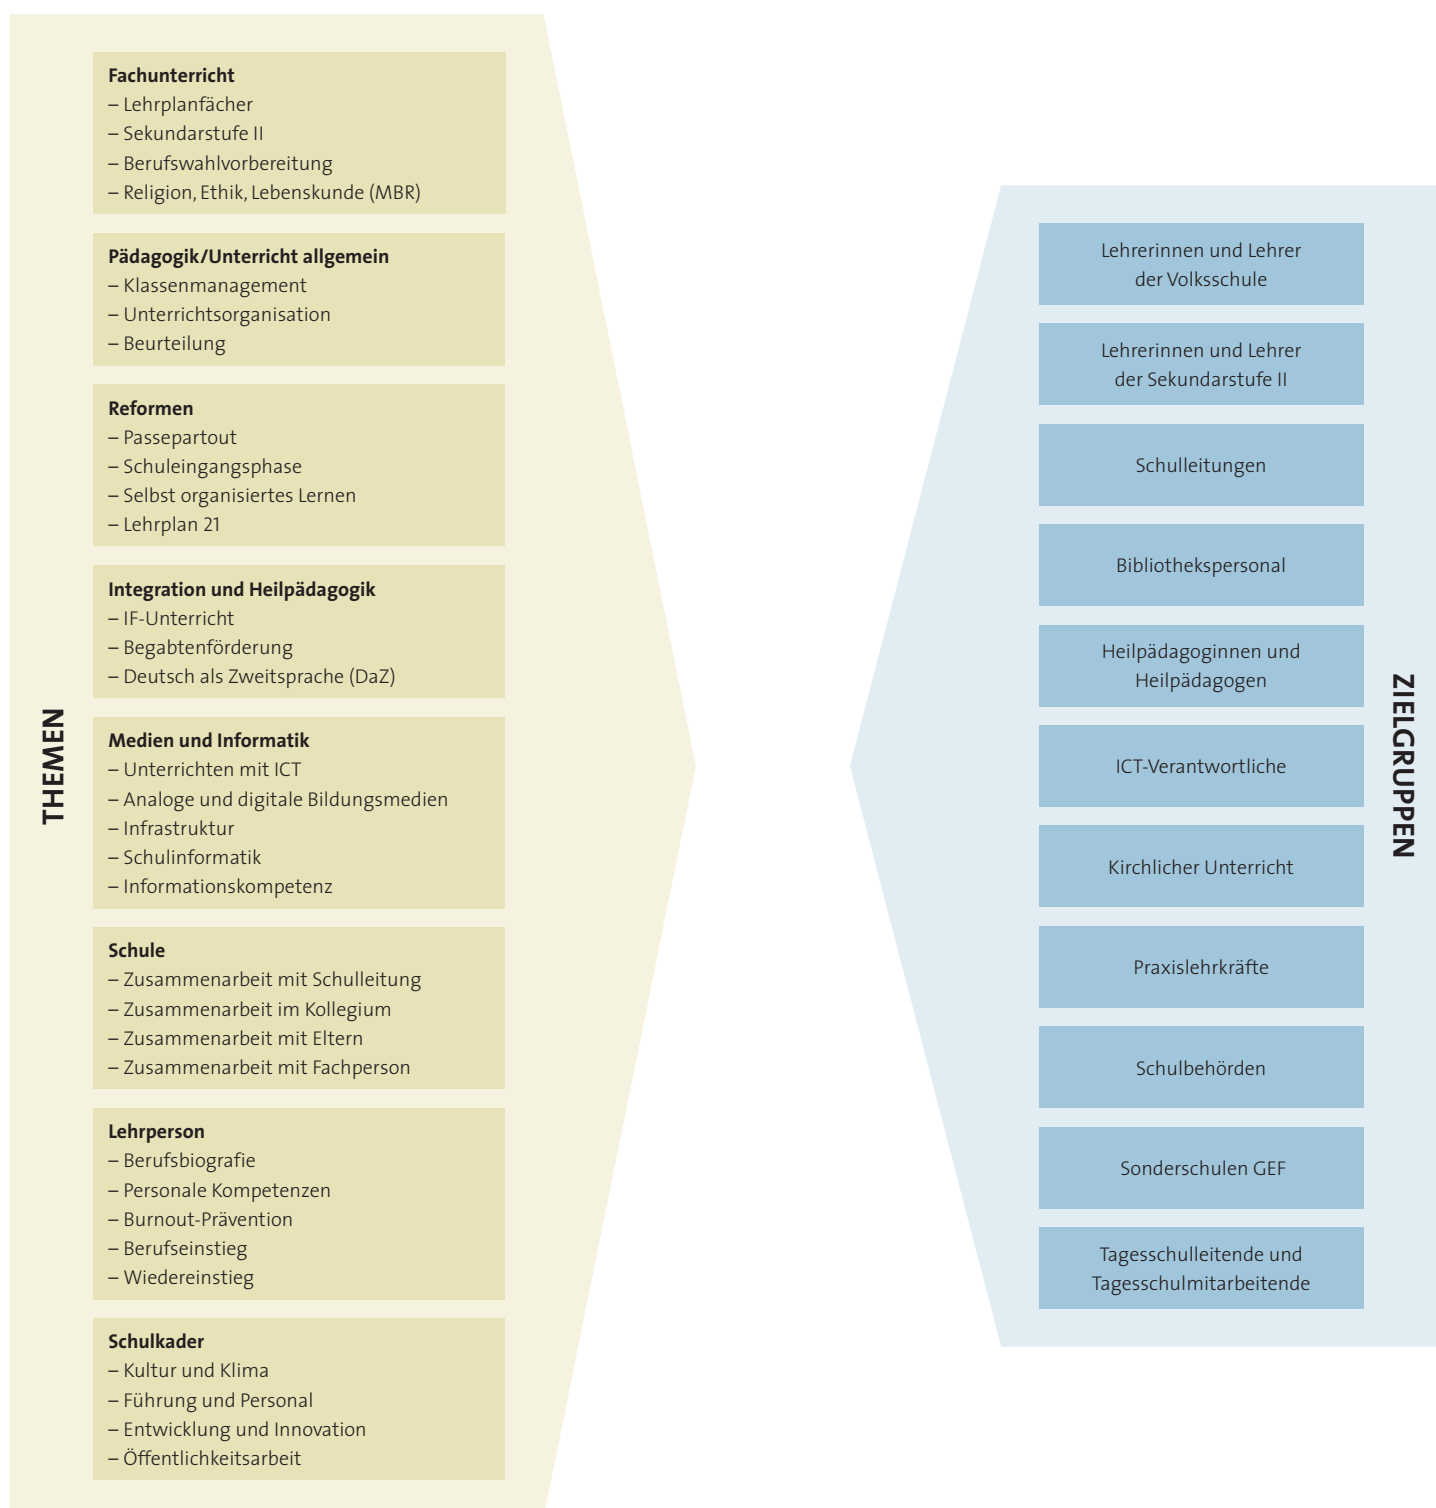 THEMEN
Fachunterricht
– Lehrplanfächer
– Sekundarstufe II
– Berufswahlvorbereitung
– Religion, Ethik, Lebenskunde (MBR)
Pädagogik/Unterricht allgemein
– Klassenmanagement
– Unterrichtsorganisation
– Beurteilung
Reformen
– Passepartout
– Schuleingangsphase
– Selbst organisiertes Lernen
– Lehrplan 21
Integration und Heilpädagogik
– IF-Unterricht
– Begabtenförderung
– Deutsch als Zweitsprache (DaZ)
Medien und Informatik
– Unterrichten mit ICT
– Analoge und digitale Bildungsmedien
– Infrastruktur
– Schulinformatik
– Informationskompetenz
Schule
– Zusammenarbeit mit Schulleitung
– Zusammenarbeit im Kollegium
– Zusammenarbeit mit Eltern
– Zusammenarbeit mit Fachperson
Lehrperson
– Berufsbiografie
– Personale Kompetenzen
– Burnout-Prävention
– Berufseinstieg
– Wiedereinstieg
Schulkader
– Kultur und Klima
– Führung und Personal
– Entwicklung und Innovation
– Öffentlichkeitsarbeit
ZIELGRUPPEN
Lehrerinnen und Lehrer
der Volksschule
Lehrerinnen und Lehrer
der Sekundarstufe II
Schulleitungen
Bibliothekspersonal
Heilpädagoginnen und
Heilpädagogen
ICT-Verantwortliche
Kirchlicher Unterricht
Praxislehrkräfte
Schulbehörden
Sonderschulen GEF
Tagesschulleitende und
Tagesschulmitarbeitende